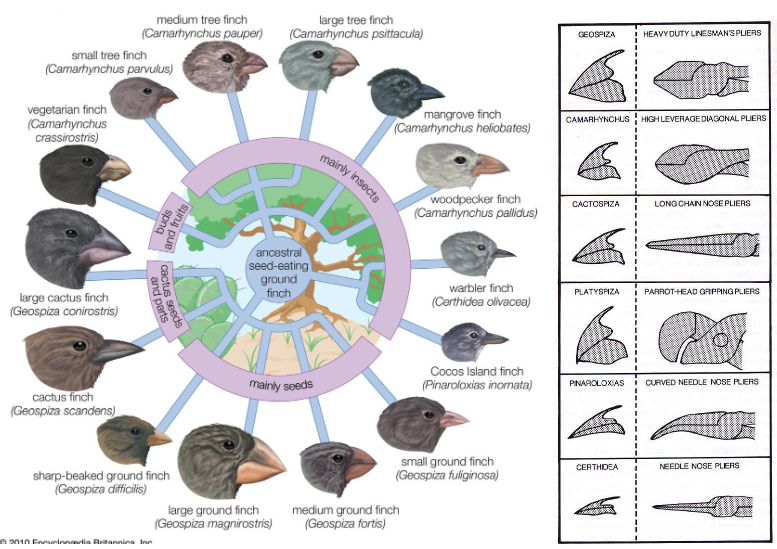 medium tree finch
(Camarhynchus pauper)
large tree finch
(Camarhynchus psittacula)
small tree finch
(Camarhynchus parvulus)
mangrove finch
(Camarhynchus heliobates)
vegetarian finch
(Camarhynchus
crassirostris)
woodpecker finch
(Camarhynchus pallidus)
mainly insects
buds
and fruits
ancestral
seed-eating
ground
finch
warbler finch
(Certhidea olivacea)
large cactus finch
(Geospiza conirostris)
cactus seeds
and parts
Cocos Island finch
(Pinaroloxias inornata)
cactus finch
(Geospiza scandens)
mainly seeds
small ground finch
(Geospiza fuliginosa)
sharp-beaked ground finch
(Geospiza difficilis)
large ground finch
(Geospiza magnirostris)
medium ground finch
(Geospiza fortis)
© 2010 Encyclopædia Britannica, Inc.
GEOSPIZA
HEAVY DUTY LINESMAN'S PLIERS
CAMARHYNCHUS
HIGH LEVERAGE DIAGONAL PLIERS
CACTOSPIZA
LONG CHAIN NOSE PLIERS
PLATYSPIZA
PARROT-HEAD GRIPPING PLIERS
PINAROLOXIAS
CURVED NEEDLE NOSE PLIERS
CERTHIDEA
NEEDLE NOSE PLIERS